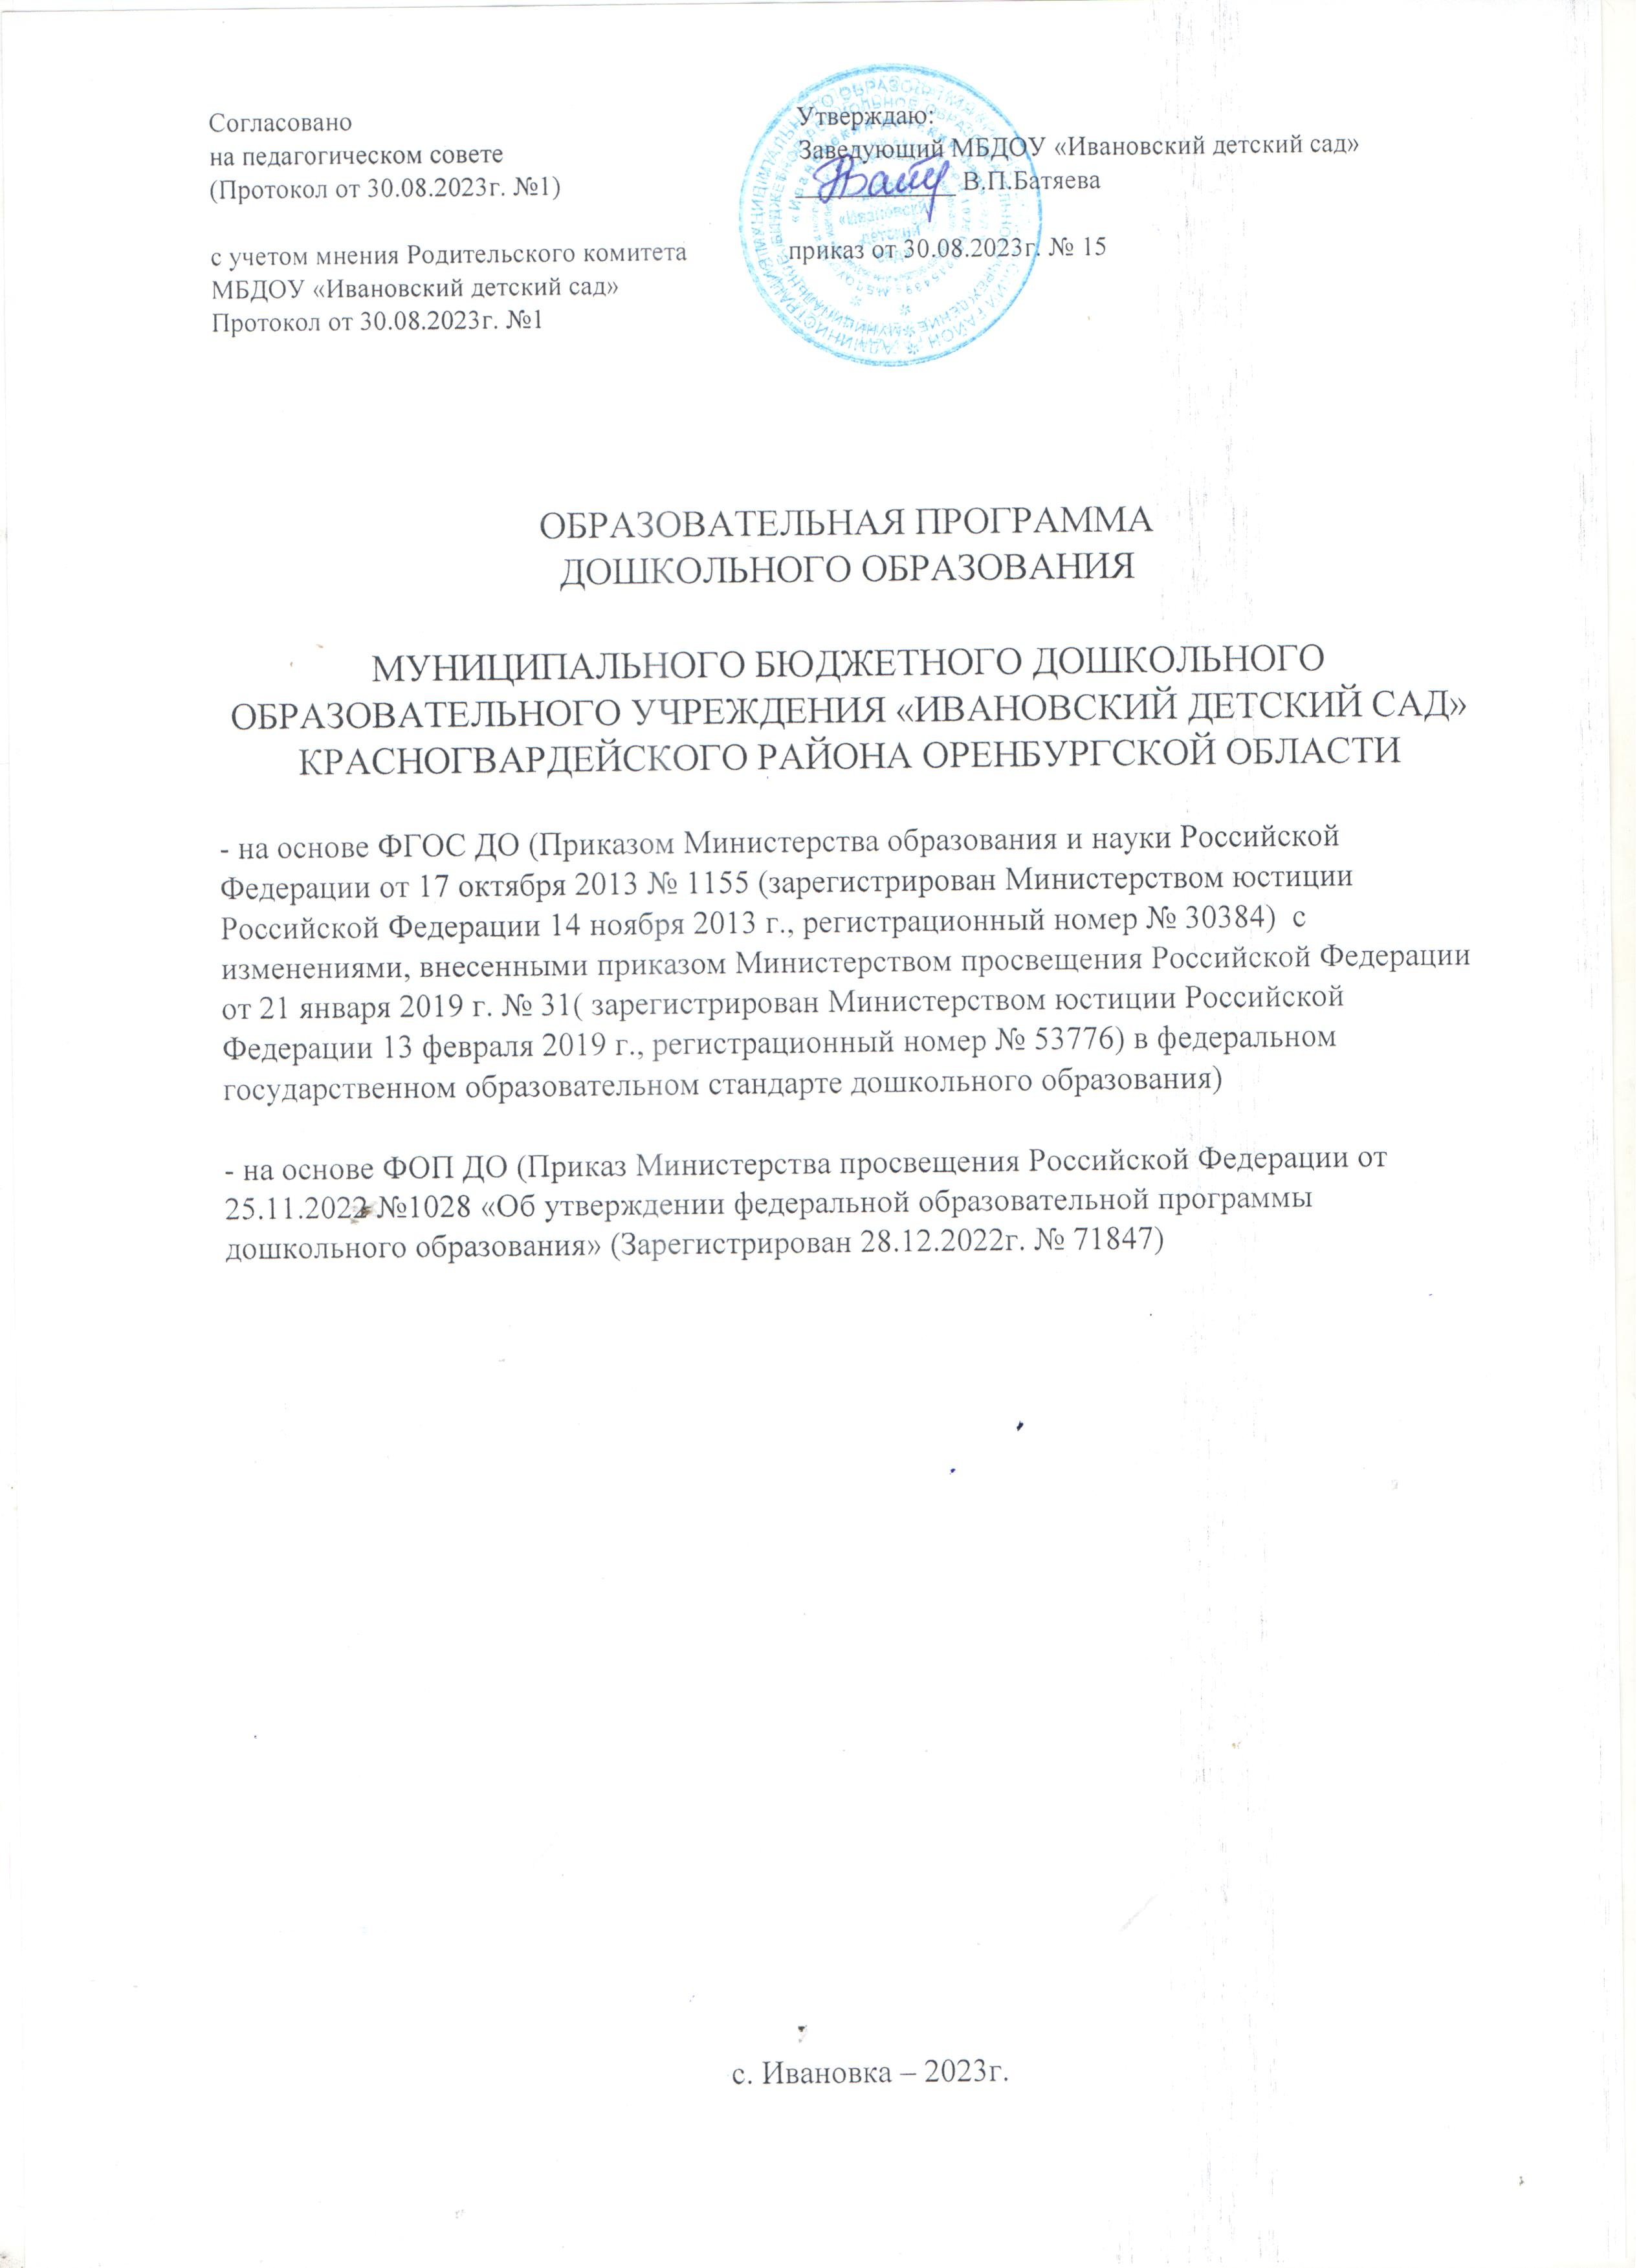 Согласовано
на педагогическом совете
(Протокол от 30.08.2023г. №1)
с учетом мнения Родительского комитета
МБДОУ «Ивановский детский сад»
Протокол от 30.08.2023г. №1
Утверждаю:
Заведующий МБДОУ «Ивановский детский сад»
В.П.Батяева
приказ от 30.08.2023г. № 15
«Ивановский
детский
ОБРАЗОВАТЕЛЬНАЯ ПРОГРАММА
ДОШКОЛЬНОГО ОБРАЗОВАНИЯ
МУНИЦИПАЛЬНОГО БЮДЖЕТНОГО ДОШКОЛЬНОГО
ОБРАЗОВАТЕЛЬНОГО УЧРЕЖДЕНИЯ «ИВАНОВСКИЙ ДЕТСКИЙ САД»
КРАСНОГВАРДЕЙСКОГО РАЙОНА ОРЕНБУРГСКОЙ ОБЛАСТИ
- на основе ФГОС ДО (Приказом Министерства образования и науки Российской
Федерации от 17 октября 2013 № 1155 (зарегистрирован Министерством юстиции
Российской Федерации 14 ноября 2013 г., регистрационный номер № 30384)  с
изменениями, внесенными приказом Министерством просвещения Российской Федерации
от 21 января 2019 г. № 31( зарегистрирован Министерством юстиции Российской
Федерации 13 февраля 2019 г., регистрационный номер № 53776) в федеральном
государственном образовательном стандарте дошкольного образования)
- на основе ФОП ДО (Приказ Министерства просвещения Российской Федерации от
25.11.2022 №1028 «Об утверждении федеральной образовательной программы
дошкольного образования» (Зарегистрирован 28.12.2022г. № 71847)
с. Ивановка – 2023г.